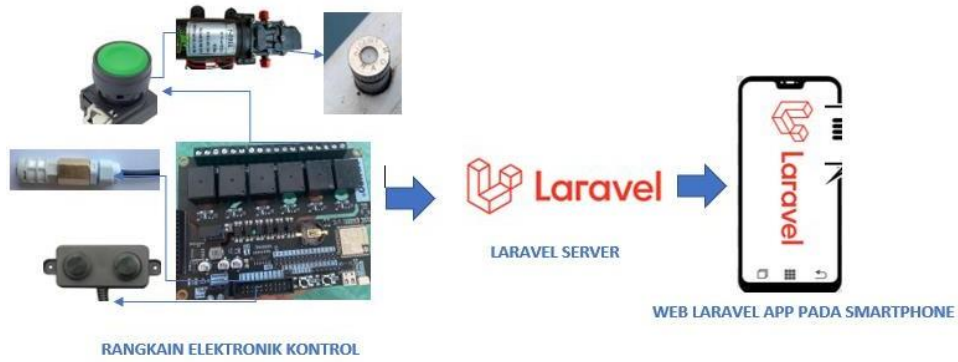 Laravel
Laravel
LARAVEL SERVER
WEB LARAVEL APP PADA SMARTPHONE
RANGKAIN ELEKTRONIK KONTROL